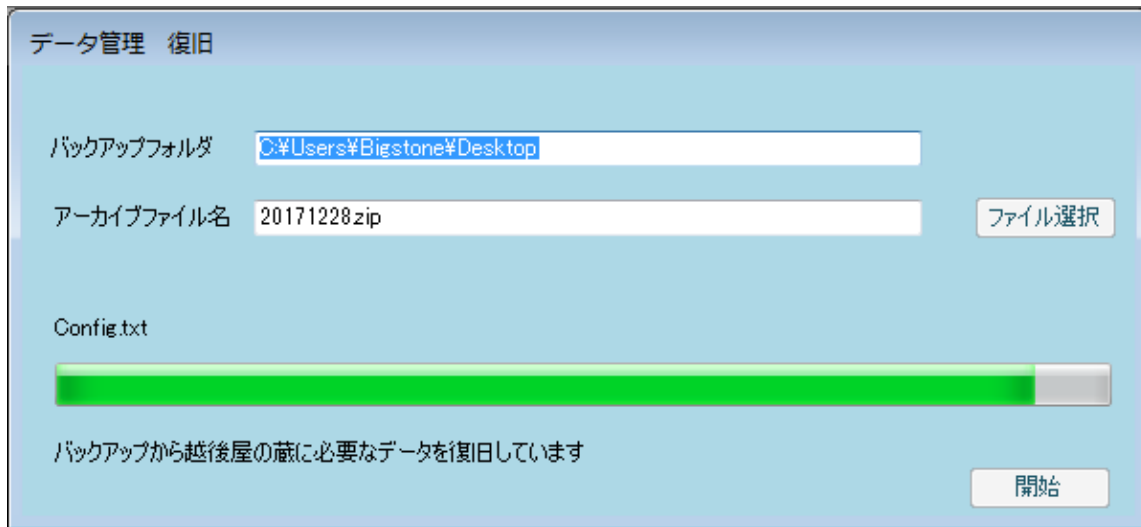 データ管理　復旧
バックアップフォルダ C:¥Users¥Bigstone¥Desktop
アーカイブファイル名 20171228.zip ファイル選択
Config.txt
バックアップから越後屋の蔵に必要なデータを復旧しています
開始